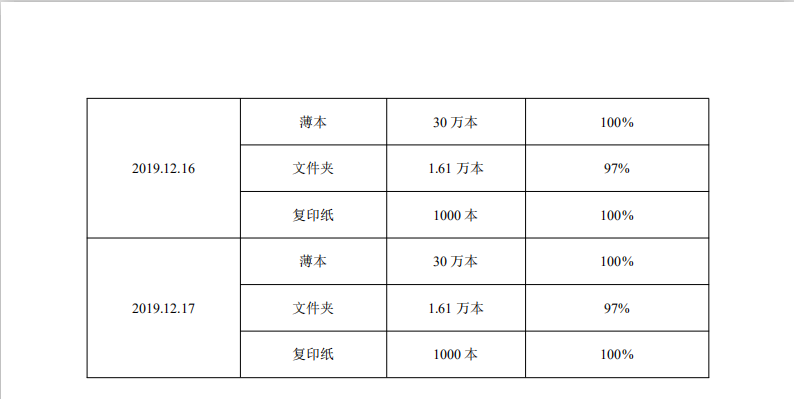 2019.12.16 薄本 30 万本 100%
文件夹 1.61 万本 97%
复印纸 1000 本 100%
2019.12.17 薄本 30 万本 100%
文件夹 1.61 万本 97%
复印纸 1000 本 100%